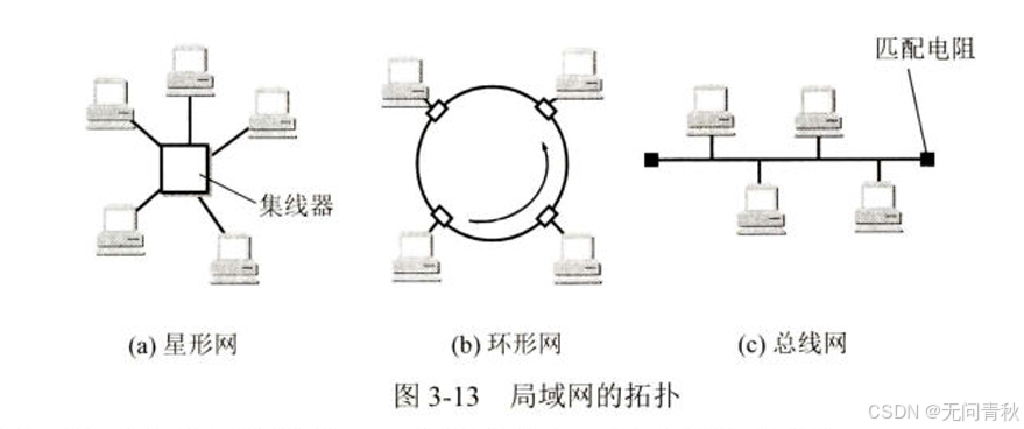 匹配电阻
集线器
(a) 星形网
(b) 环形网
(c) 总线网
图 3-13 局域网的拓扑
CSDN @无问青秋